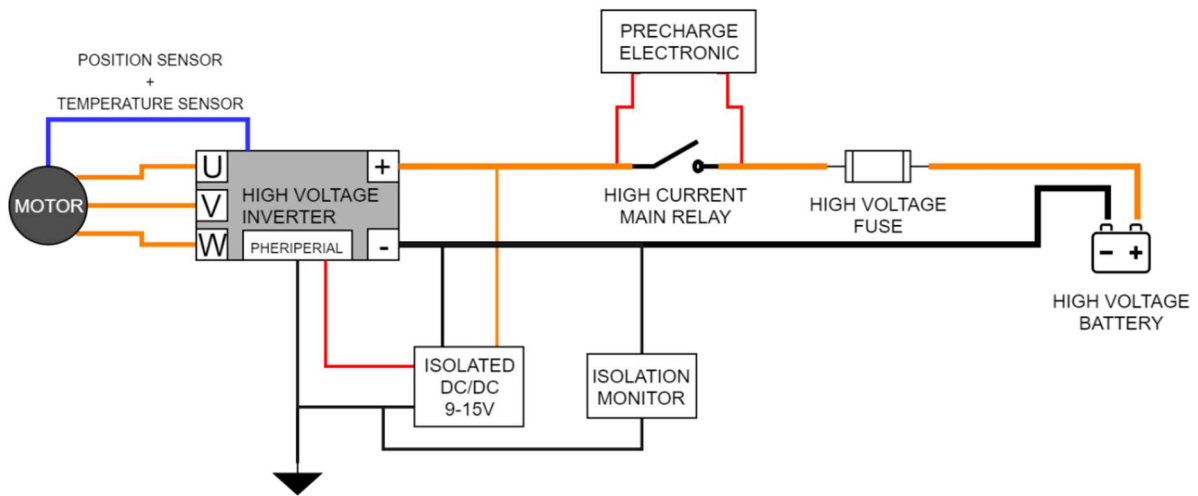 PRECHARGE
ELECTRONIC
POSITION SENSOR
+
TEMPERATURE SENSOR
MOTOR
U
V
W
HIGH VOLTAGE
INVERTER
PHERIPERIAL
+
-
HIGH CURRENT
MAIN RELAY
HIGH VOLTAGE
FUSE
- +
HIGH VOLTAGE
BATTERY
ISOLATED
DC/DC
9-15V
ISOLATION
MONITOR